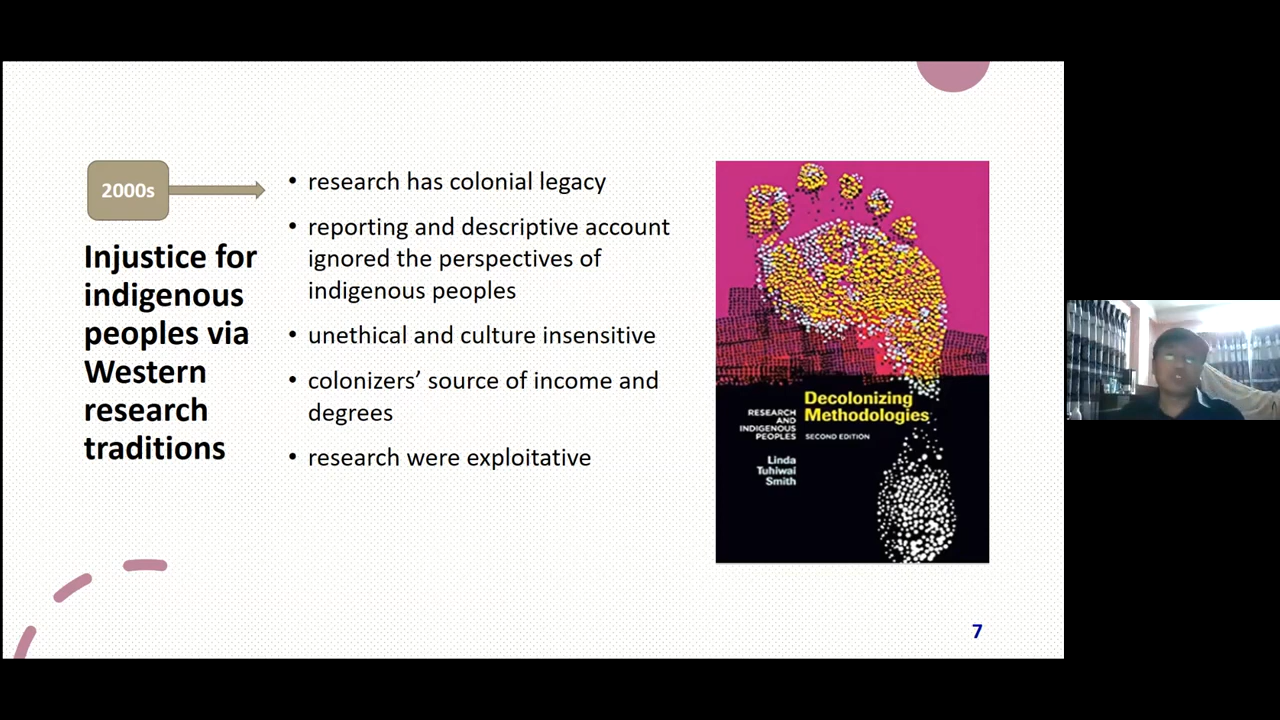 2000s
Injustice for
indigenous
peoples via
Western
research
traditions
• research has colonial legacy
• reporting and descriptive account
ignored the perspectives of
indigenous peoples
• unethical and culture insensitive
• colonizers’ source of income and
degrees
• research were exploitative
Decolonizing
Methodologies
RESEARCH
AND
INDIGENOUS
PEOPLES
SECOND EDITION
Linda
Tuhiwai
Smith
7